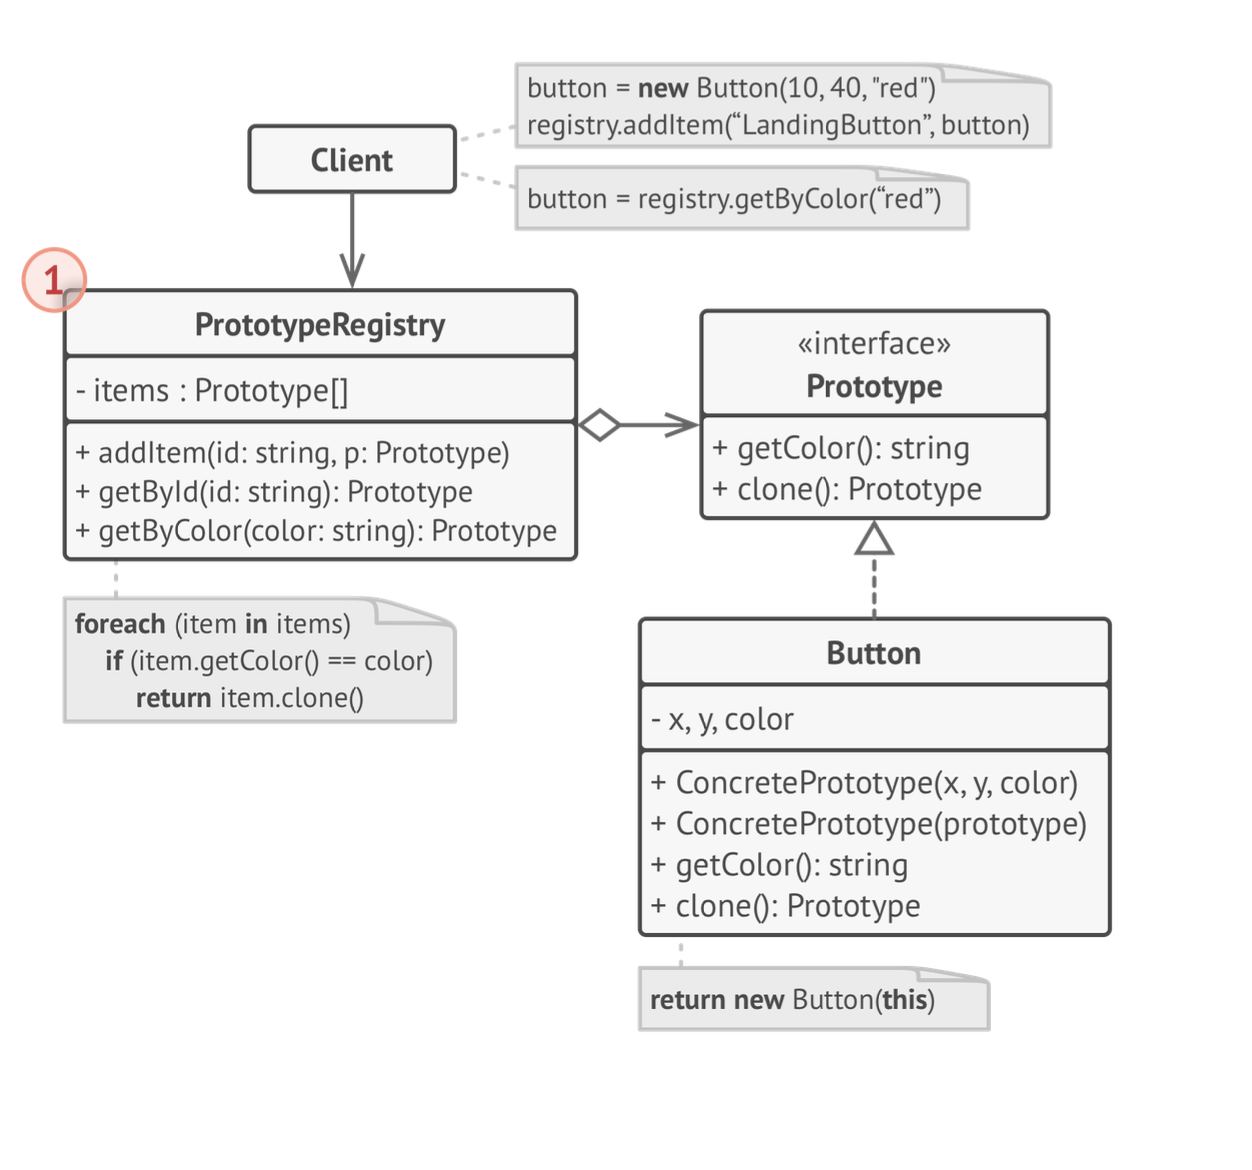 button = new Button(10, 40, "red")
registry.addItem(“LandingButton”, button)
Client
button = registry.getByColor(“red”)
1
PrototypeRegistry
- items : Prototype[]
+ addItem(id: string, p: Prototype)
+ getById(id: string): Prototype
+ getByColor(color: string): Prototype
«interface»
Prototype
+ getColor(): string
+ clone(): Prototype
foreach (item in items)
if (item.getColor() == color)
return item.clone()
Button
- x, y, color
+ ConcretePrototype(x, y, color)
+ ConcretePrototype(prototype)
+ getColor(): string
+ clone(): Prototype
return new Button(this)